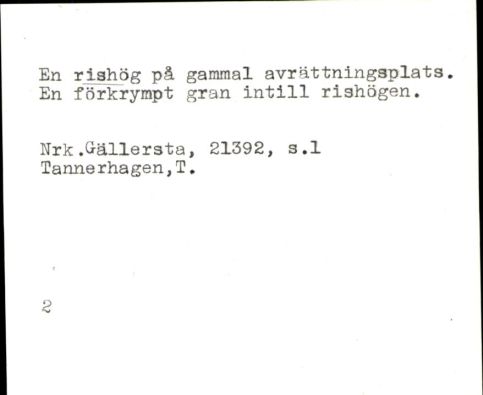 En rishög på gammal avrättningsplats.
En förkrympt gran intill rishögen.
Nrk.Gällersta, 21392, s.l
Tannerhagen,T.
2